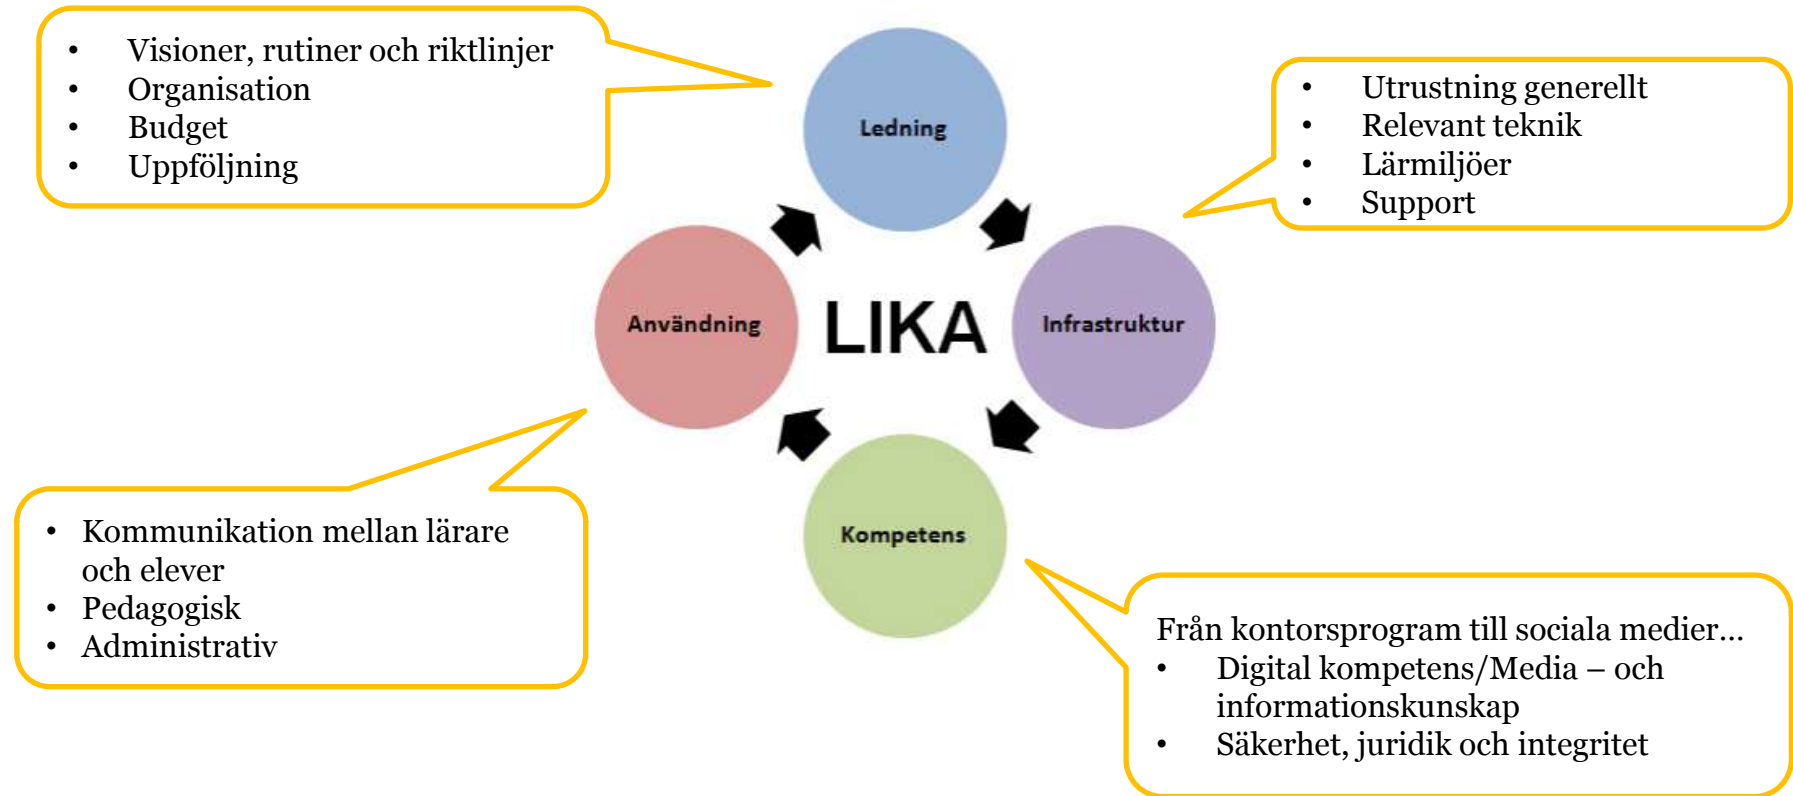 • Visioner, rutiner och riktlinjer
• Organisation
• Budget
• Uppföljning
Ledning
• Utrustning generellt
• Relevant teknik
• Lärmiljöer
• Support
Användning
LIKA
Infrastruktur
Kompetens
• Kommunikation mellan lärare
och elever
• Pedagogisk
• Administrativ
Från kontorsprogram till sociala medier…
• Digital kompetens/Media – och
informationskunskap
• Säkerhet, juridik och integritet